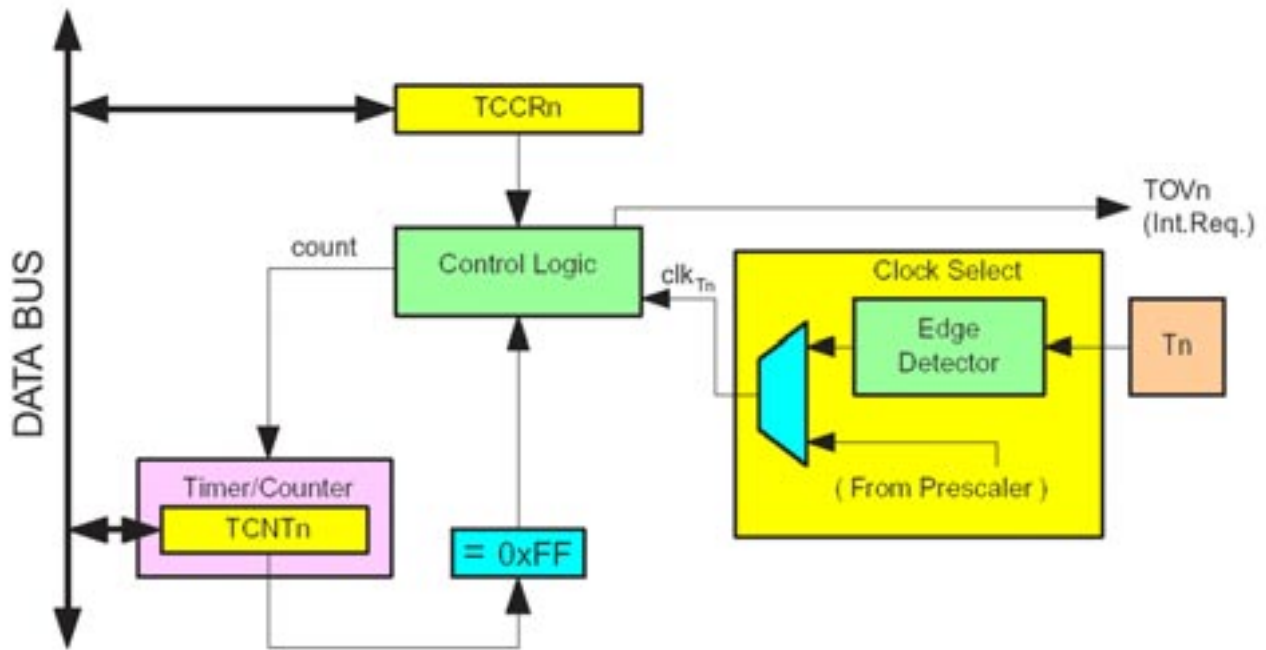 TCCRn
TOVn
(Int.Req.)
count
Control Logic
clkTn
Clock Select
Edge
Detector
Tn
DATA BUS
( From Prescaler )
Timer/Counter
TCNTn
= 0xFF